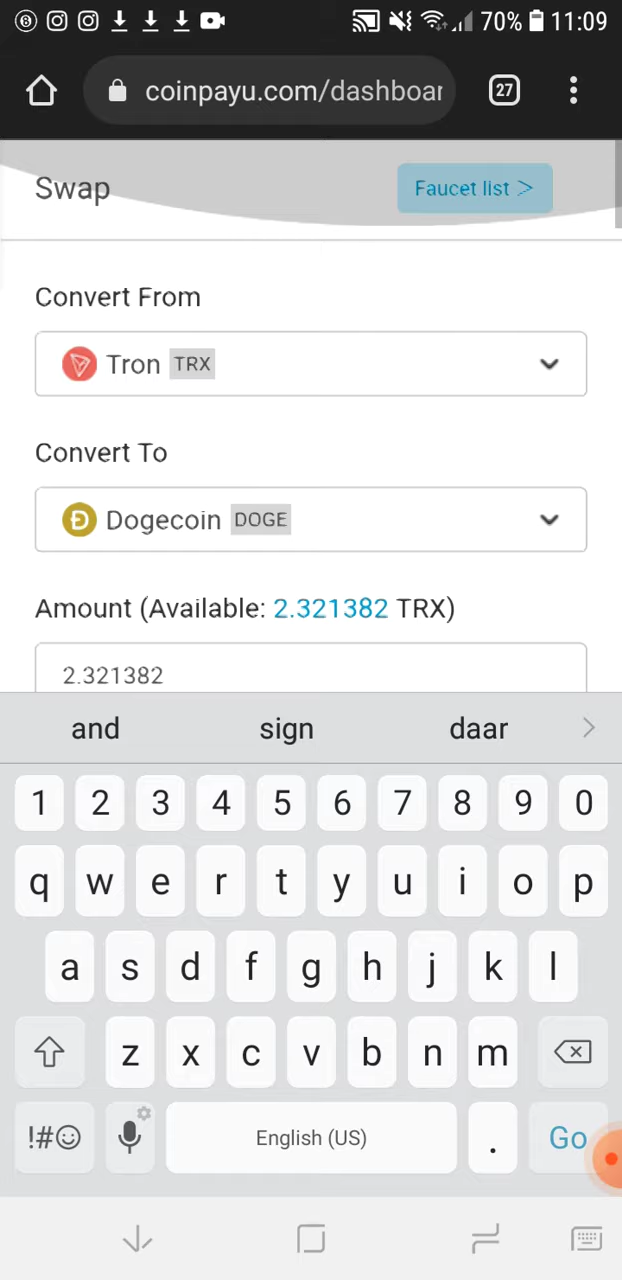 70% 11:09
coinpayu.com/dashboar
27
Swap
Faucet list >
Convert From
Tron TRX
Convert To
Dogecoin DOGE
Amount (Available: 2.321382 TRX)
2.321382
and sign daar
1 2 3 4 5 6 7 8 9 0
q w e r t y u i o p
a s d f g h j k l
z x c v b n m
!#☺ English (US) . Go